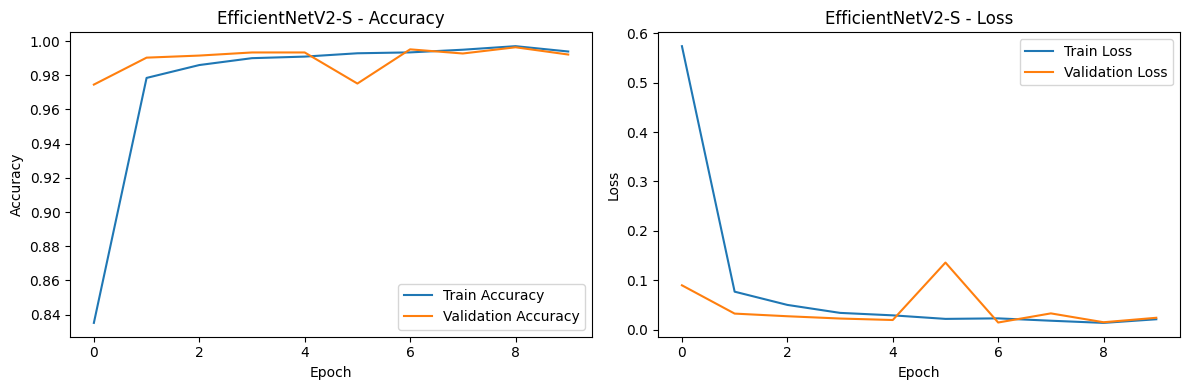 EfficientNetV2-S - Accuracy
1.00
0.98
0.96
0.94
0.92
0.90
0.88
0.86
0.84
Accuracy
Train Accuracy
Validation Accuracy
0 2 4 6 8
Epoch
EfficientNetV2-S - Loss
0.6
0.5
0.4
0.3
0.2
0.1
0.0
Loss
Train Loss
Validation Loss
0 2 4 6 8
Epoch